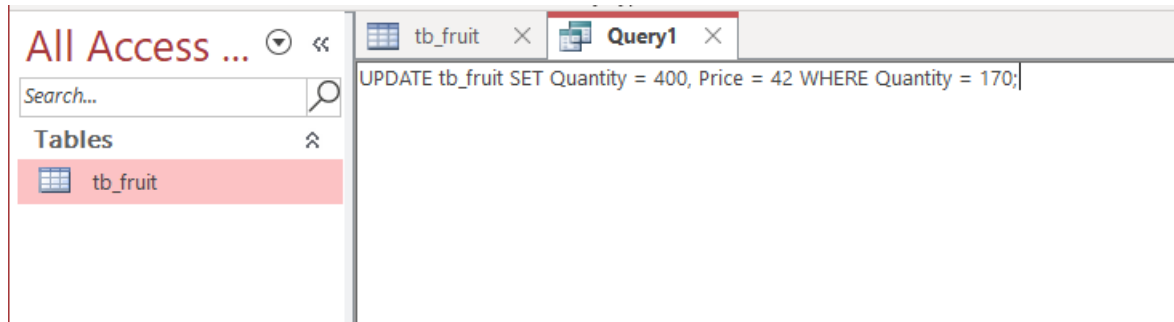 All Access ...
Search...
Tables
tb_fruit
tb_fruit
Query1
UPDATE tb_fruit SET Quantity = 400, Price = 42 WHERE Quantity = 170;